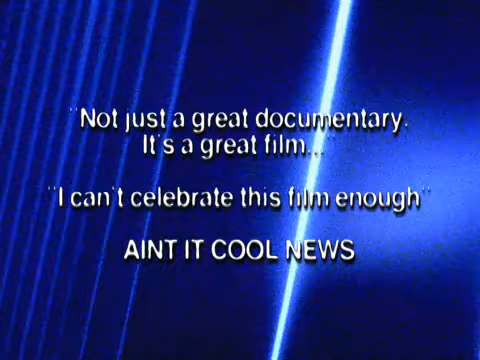 "Not just a great documentary.
It's a great film..."
"I can't celebrate this film enough"
AINT IT COOL NEWS